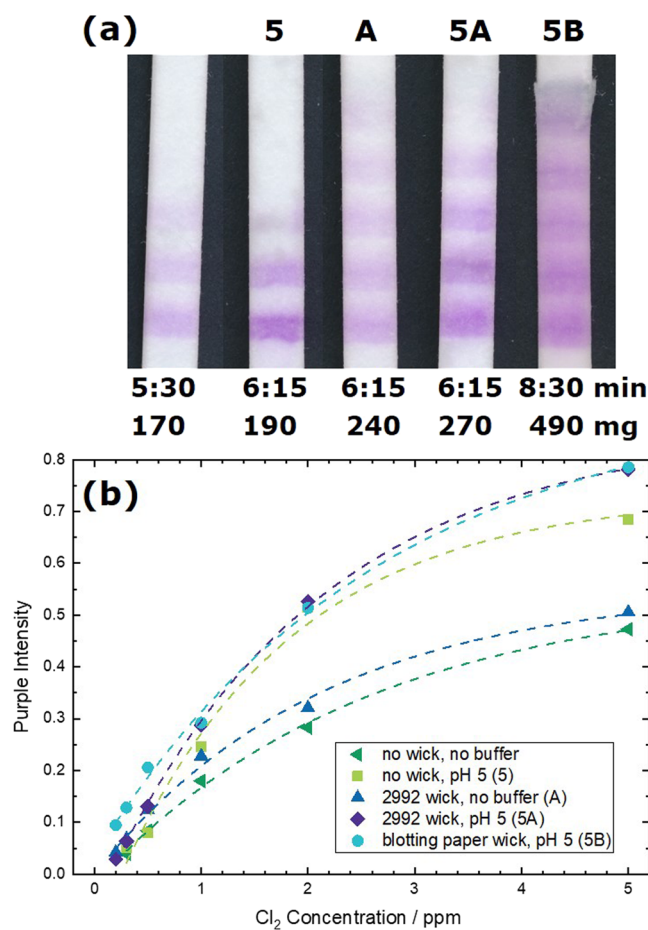 (a) 5 A 5A 5B
5:30 6:15 6:15 6:15 8:30 min
170 190 240 270 490 mg
(b)
0.8
0.7
0.6
0.5
0.4
0.3
0.2
0.1
0.0
Purple Intensity
no wick, no buffer
no wick, pH 5 (5)
2992 wick, no buffer (A)
2992 wick, pH 5 (5A)
blotting paper wick, pH 5 (5B)
0 1 2 3 4 5
Cl₂ Concentration / ppm